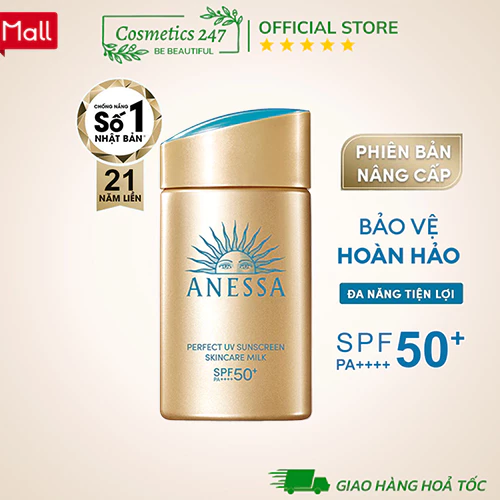 Mall
Cosmetics 247
BE BEAUTIFUL
OFFICIAL STORE
CHỐNG NẮNG
Số 1
NHẬT BẢN*
21
NĂM LIỀN
PHIÊN BẢN
NÂNG CẤP
BẢO VỆ
HOÀN HẢO
ĐA NĂNG TIỆN LỢI
SPF 50+
PA++++
ANESSA
PERFECT UV SUNSCREEN
SKINCARE MILK
SPF 50+
PA++++
GIAO HÀNG HOẢ TỐC